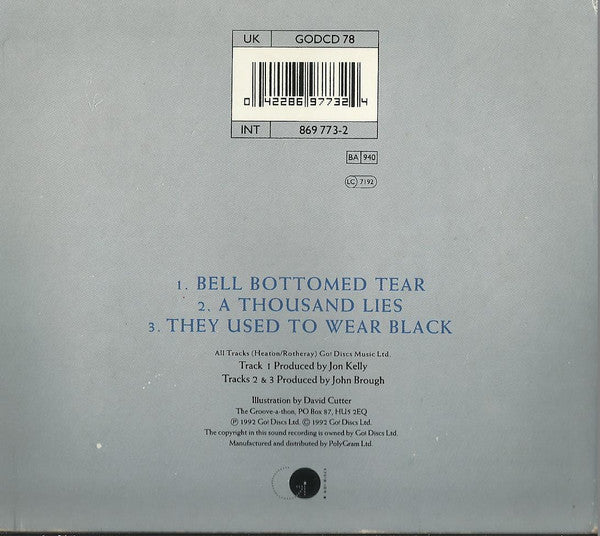 UK GODCD 78
0 42286 97732 4
INT 869 773-2
BA 940
LC 7192
1. BELL BOTTOMED TEAR
2. A THOUSAND LIES
3. THEY USED TO WEAR BLACK
All Tracks (Heaton/Rotheray) Go! Discs Music Ltd.
Track 1 Produced by Jon Kelly
Tracks 2 & 3 Produced by John Brough
Illustration by David Cutter
The Groove-a-thon, PO Box 87, HU5 2EQ
Ⓟ 1992 Go! Discs Ltd. © 1992 Go! Discs Ltd.
The copyright in this sound recording is owned by Go! Discs Ltd.
Manufactured and distributed by PolyGram Ltd.